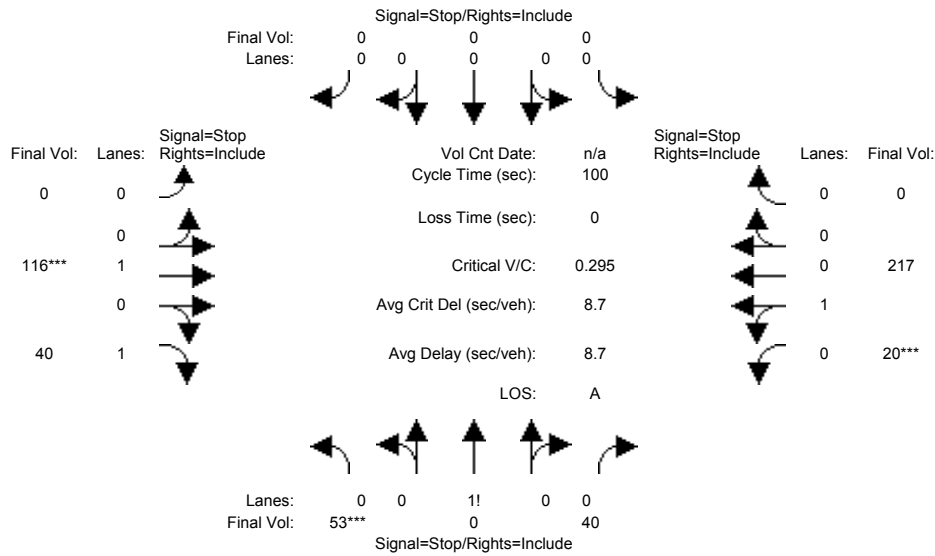 Signal=Stop/Rights=Include
Final Vol: 0 0 0
Lanes: 0 0 0 0 0
Signal=Stop
Final Vol: Lanes: Rights=Include
Vol Cnt Date: n/a
Signal=Stop
Rights=Include Lanes: Final Vol:
Cycle Time (sec): 100
0 0
0 0
Loss Time (sec): 0
0
0
116*** 1
Critical V/C: 0.295
0 217
0
Avg Crit Del (sec/veh): 8.7
1
40 1
Avg Delay (sec/veh): 8.7
0 20***
LOS: A
Lanes: 0 0 1! 0 0
Final Vol: 53*** 0 40
Signal=Stop/Rights=Include